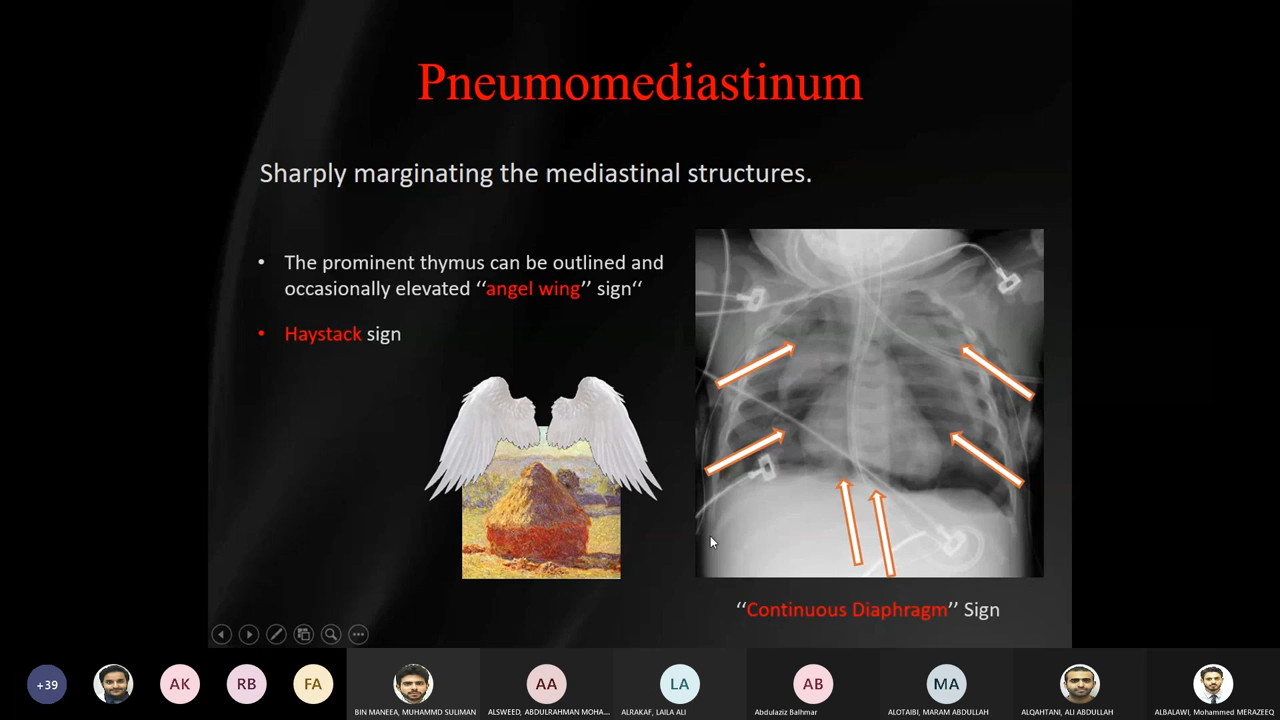 Pneumomediastinum
Sharply marginating the mediastinal structures.
• The prominent thymus can be outlined and
occasionally elevated ‘‘angel wing’’ sign‘‘
• Haystack sign
‘‘Continuous Diaphragm’’ Sign
+39
AK
RB
FA
AA
LA
AB
MA
BIN MANEEA, MUHAMMD SULIMAN
ALSWEED, ABDULRAHMAN MOHA...
ALRAKAF, LAILA ALI
Abdulaziz Balhmar
ALOTAIBI, MARAM ABDULLAH
ALQAHTANI, ALI ABDULLAH
ALBALAWI, Mohammed MERAZEEQ